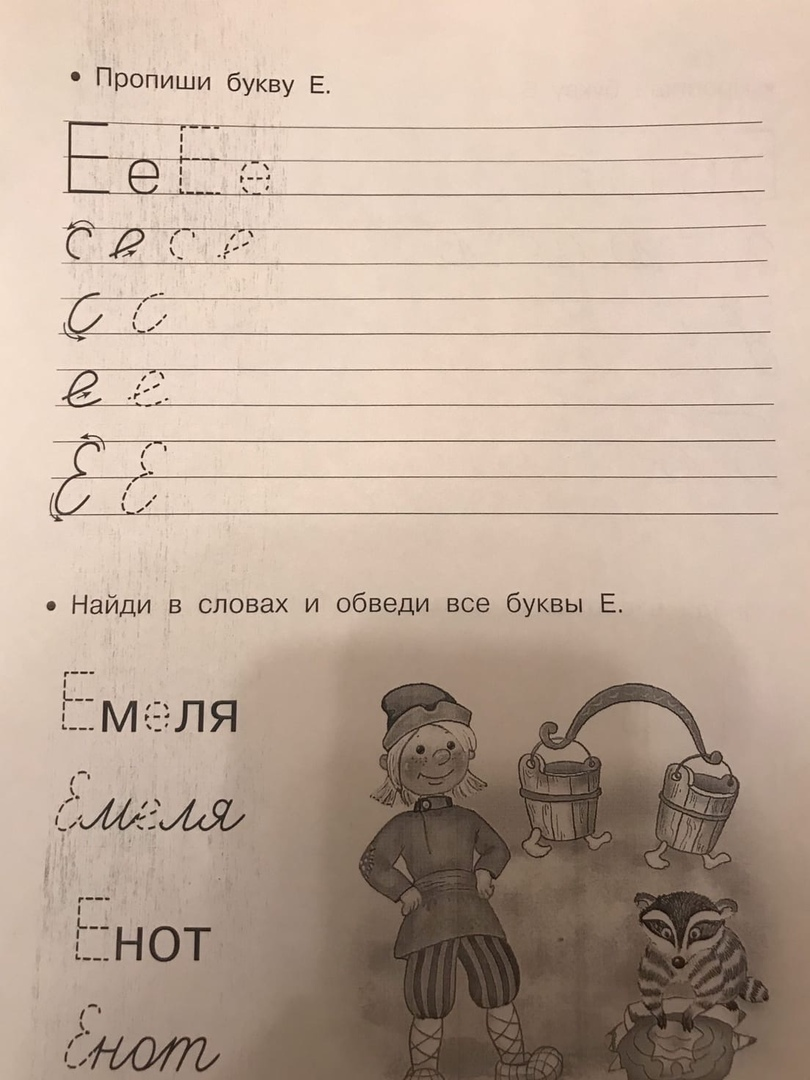 • Пропиши букву Е.
Е е Е е
С е С е
С С
е е
Е Е
• Найди в словах и обведи все буквы Е.
Емеля
Емеля
Енот
Енот